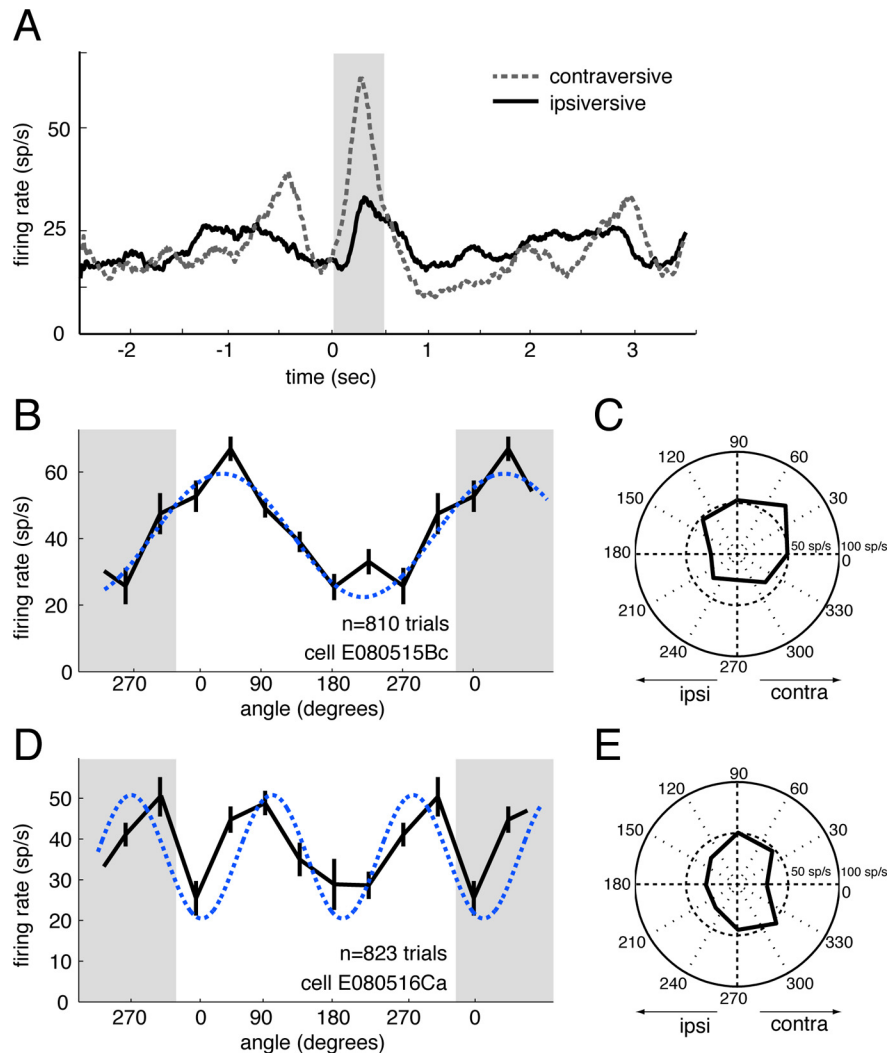 A
firing rate (sp/s)
50
25
0
contraversive
ipsiversive
-2 -1 0 1 2 3
time (sec)
B
firing rate (sp/s)
60
40
20
0
n=810 trials
cell E080515Bc
270 0 90 180 270 0
angle (degrees)
C
90
120 60
150 30
50 sp/s 100 sp/s
180 0
210 330
240 300
270
ipsi contra
D
firing rate (sp/s)
50
40
30
20
10
0
n=823 trials
cell E080516Ca
270 0 90 180 270 0
angle (degrees)
E
90
120 60
150 30
50 sp/s 100 sp/s
180 0
210 330
240 300
270
ipsi contra